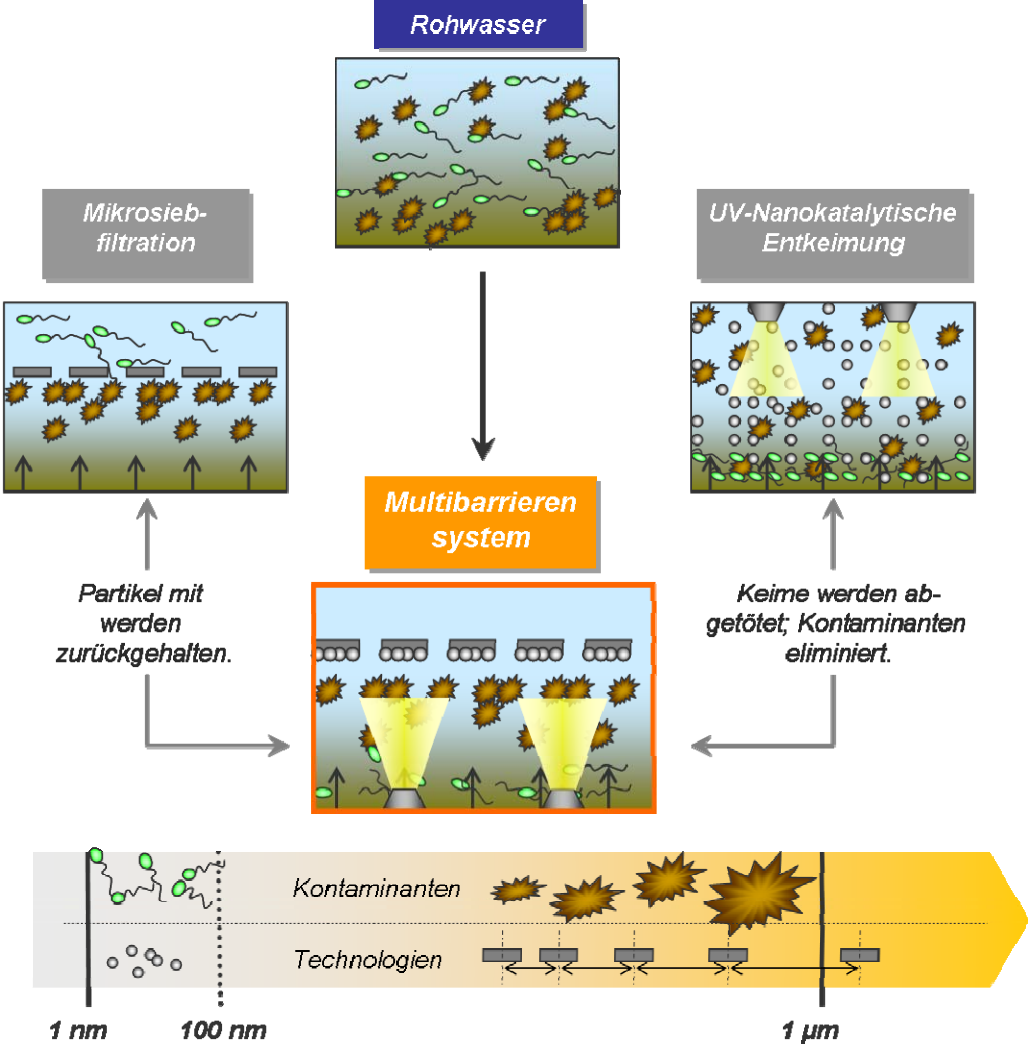 Rohwasser
Mikrosieb-
filtration
UV-Nanokatalytische
Entkeimung
Multibarrieren
system
Partikel mit
werden
zurückgehalten.
Keime werden ab-
getötet; Kontaminanten
eliminiert.
Kontaminanten
Technologien
1 nm
100 nm
1 µm